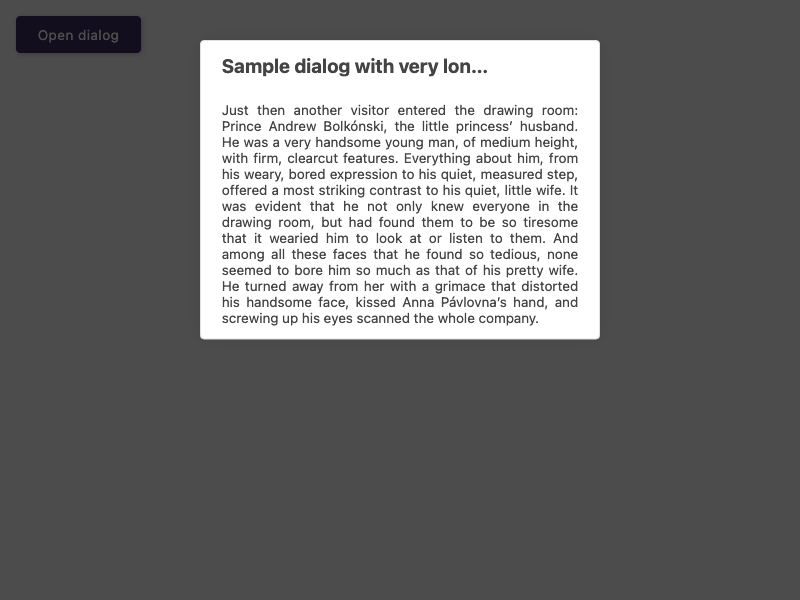 Open dialog
Sample dialog with very lon...
Just then another visitor entered the drawing room:
Prince Andrew Bolkónski, the little princess’ husband.
He was a very handsome young man, of medium height,
with firm, clearcut features. Everything about him, from
his weary, bored expression to his quiet, measured step,
offered a most striking contrast to his quiet, little wife. It
was evident that he not only knew everyone in the
drawing room, but had found them to be so tiresome
that it wearied him to look at or listen to them. And
among all these faces that he found so tedious, none
seemed to bore him so much as that of his pretty wife.
He turned away from her with a grimace that distorted
his handsome face, kissed Anna Pávlovna’s hand, and
screwing up his eyes scanned the whole company.